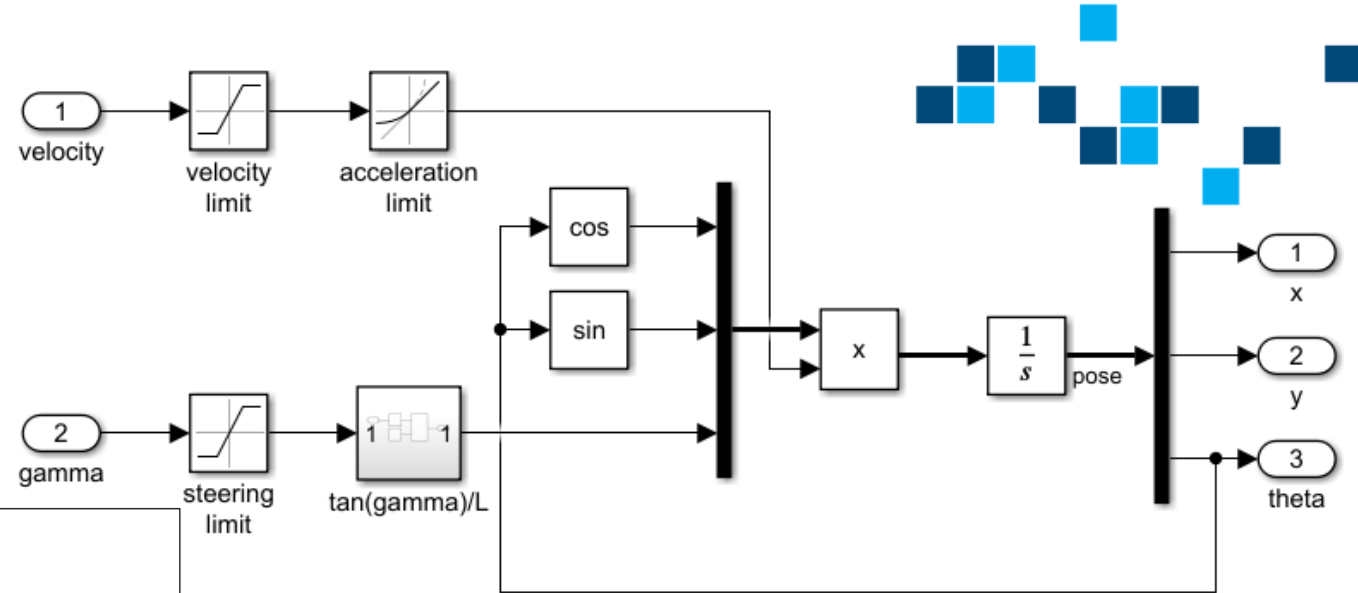 1
velocity
velocity
limit
acceleration
limit
cos
sin
x
1
s
pose
1
x
2
y
3
theta
2
gamma
steering
limit
1 1
tan(gamma)/L